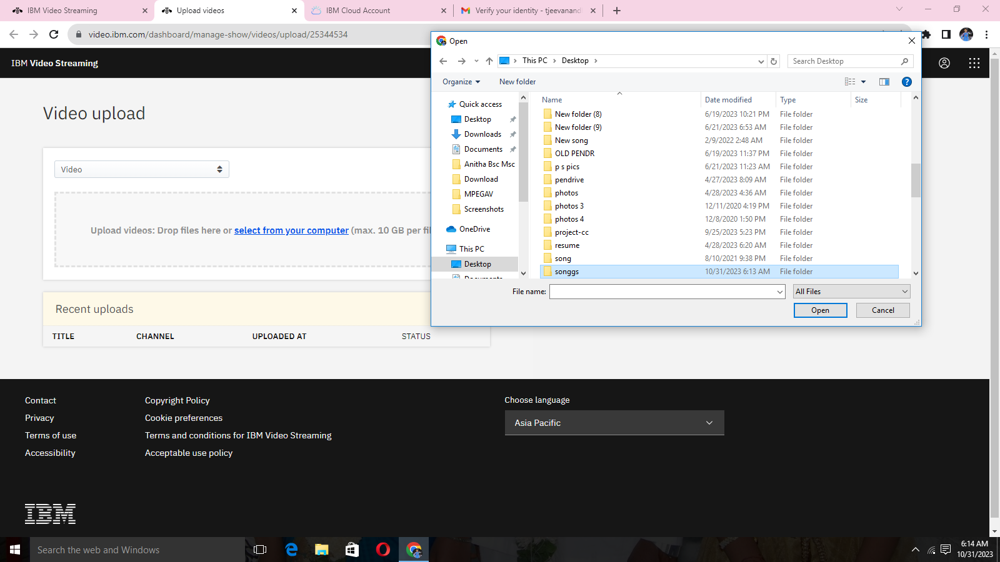 IBM Video Streaming
Upload videos
IBM Cloud Account
Verify your identity - tjeevanand
video.ibm.com/dashboard/manage-show/videos/upload/25344534
IBM Video Streaming
Video upload
Video
Upload videos: Drop files here or select from your computer (max. 10 GB per fil
Recent uploads
TITLE CHANNEL UPLOADED AT STATUS
Open
This PC > Desktop >
Search Desktop
Organize
New folder
Quick access
Desktop
Downloads
Documents
Anitha Bsc Msc
Download
MPEGAV
Screenshots
OneDrive
This PC
Desktop
Documents
Name Date modified Type Size
New folder (8) 6/19/2023 10:21 PM File folder
New folder (9) 6/21/2023 6:53 AM File folder
New song 2/9/2022 2:48 AM File folder
OLD PENDR 6/19/2023 11:37 PM File folder
p s pics 6/21/2023 11:23 AM File folder
pendrive 4/27/2023 8:09 AM File folder
photos 4/28/2023 4:36 AM File folder
photos 3 12/11/2020 4:19 PM File folder
photos 4 12/8/2020 1:50 PM File folder
project-cc 9/25/2023 5:23 PM File folder
resume 4/28/2023 6:20 AM File folder
song 8/10/2021 9:38 PM File folder
songgs 10/31/2023 6:13 AM File folder
File name:
All Files
Open
Cancel
Contact
Privacy
Terms of use
Accessibility
Copyright Policy
Cookie preferences
Terms and conditions for IBM Video Streaming
Acceptable use policy
Choose language
Asia Pacific
IBM
Search the web and Windows
6:14 AM
10/31/2023